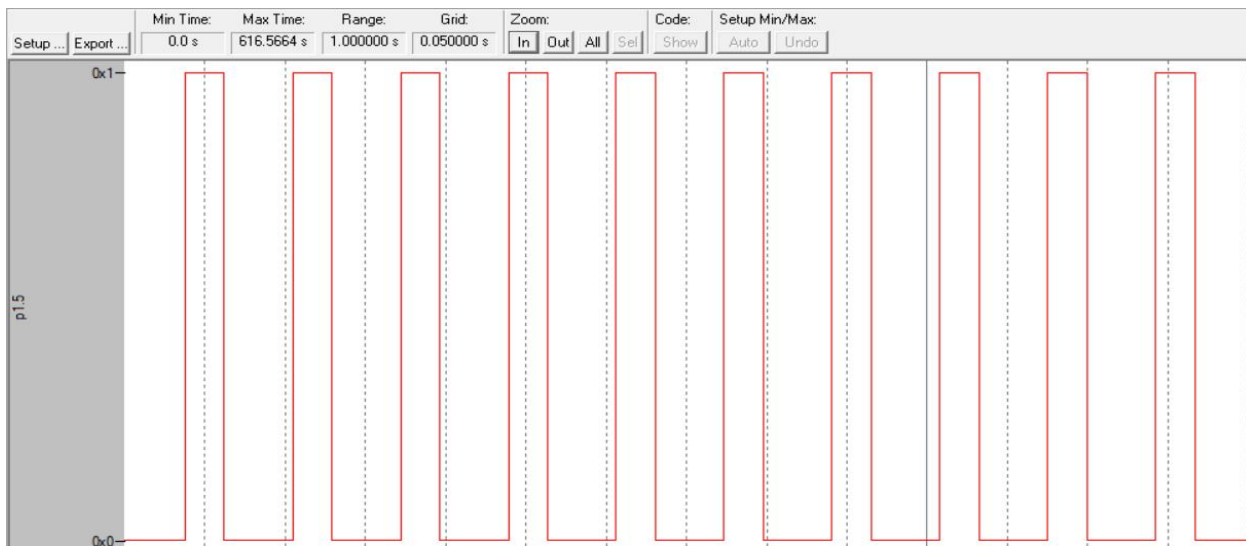 Min Time: Max Time: Range: Grid: Zoom: Code: Setup Min/Max:
Setup ... Export ... 0.0 s 616.5664 s 1.000000 s 0.050000 s In Out All Sel Show Auto Undo
0x1
p1.5
0x0